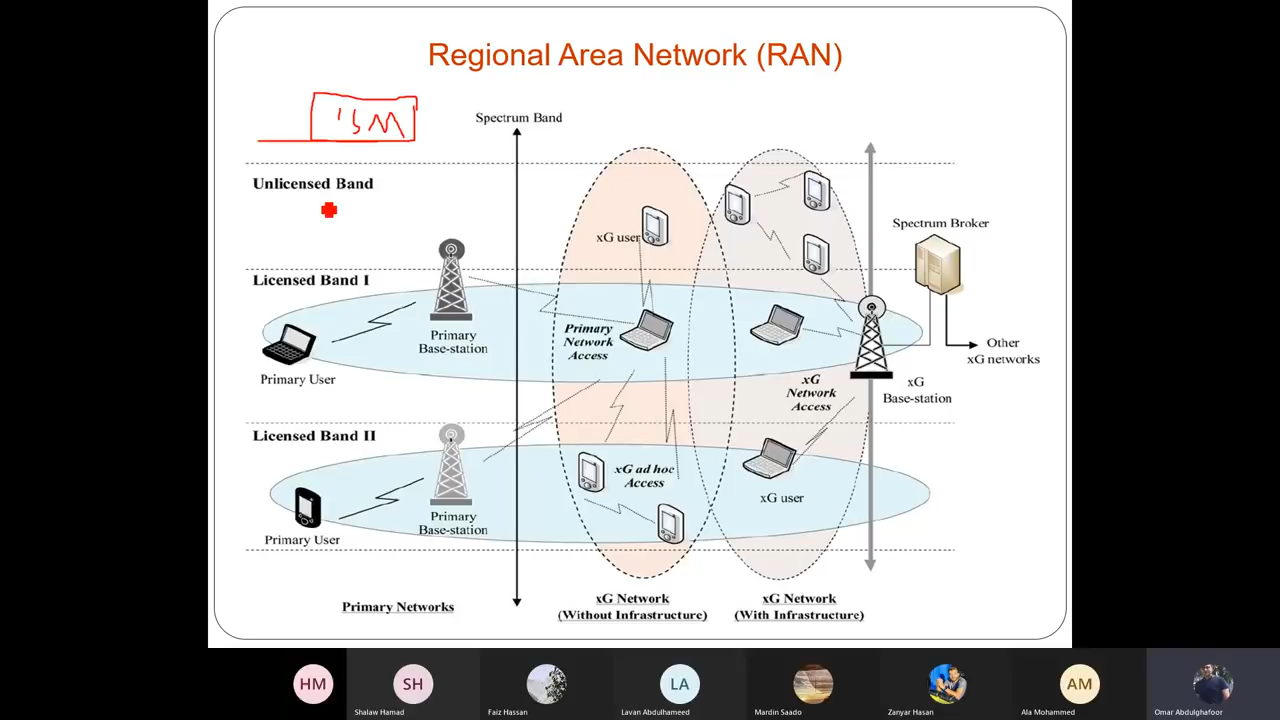 Regional Area Network (RAN)
ISM
Spectrum Band
Unlicensed Band
xG user
Spectrum Broker
Licensed Band I
Primary
Base-station
Primary User
Primary
Network
Access
Other
xG networks
xG
Network
Access
xG
Base-station
Licensed Band II
Primary
Base-station
Primary User
xG ad hoc
Access
xG user
Primary Networks
xG Network
(Without Infrastructure)
xG Network
(With Infrastructure)
HM
SH
Shalaw Hamad
Faiz Hassan
LA
Lavan Abdulhameed
Mardin Saado
Zanyar Hasan
AM
Ala Mohammed
Omar Abdulghafoor